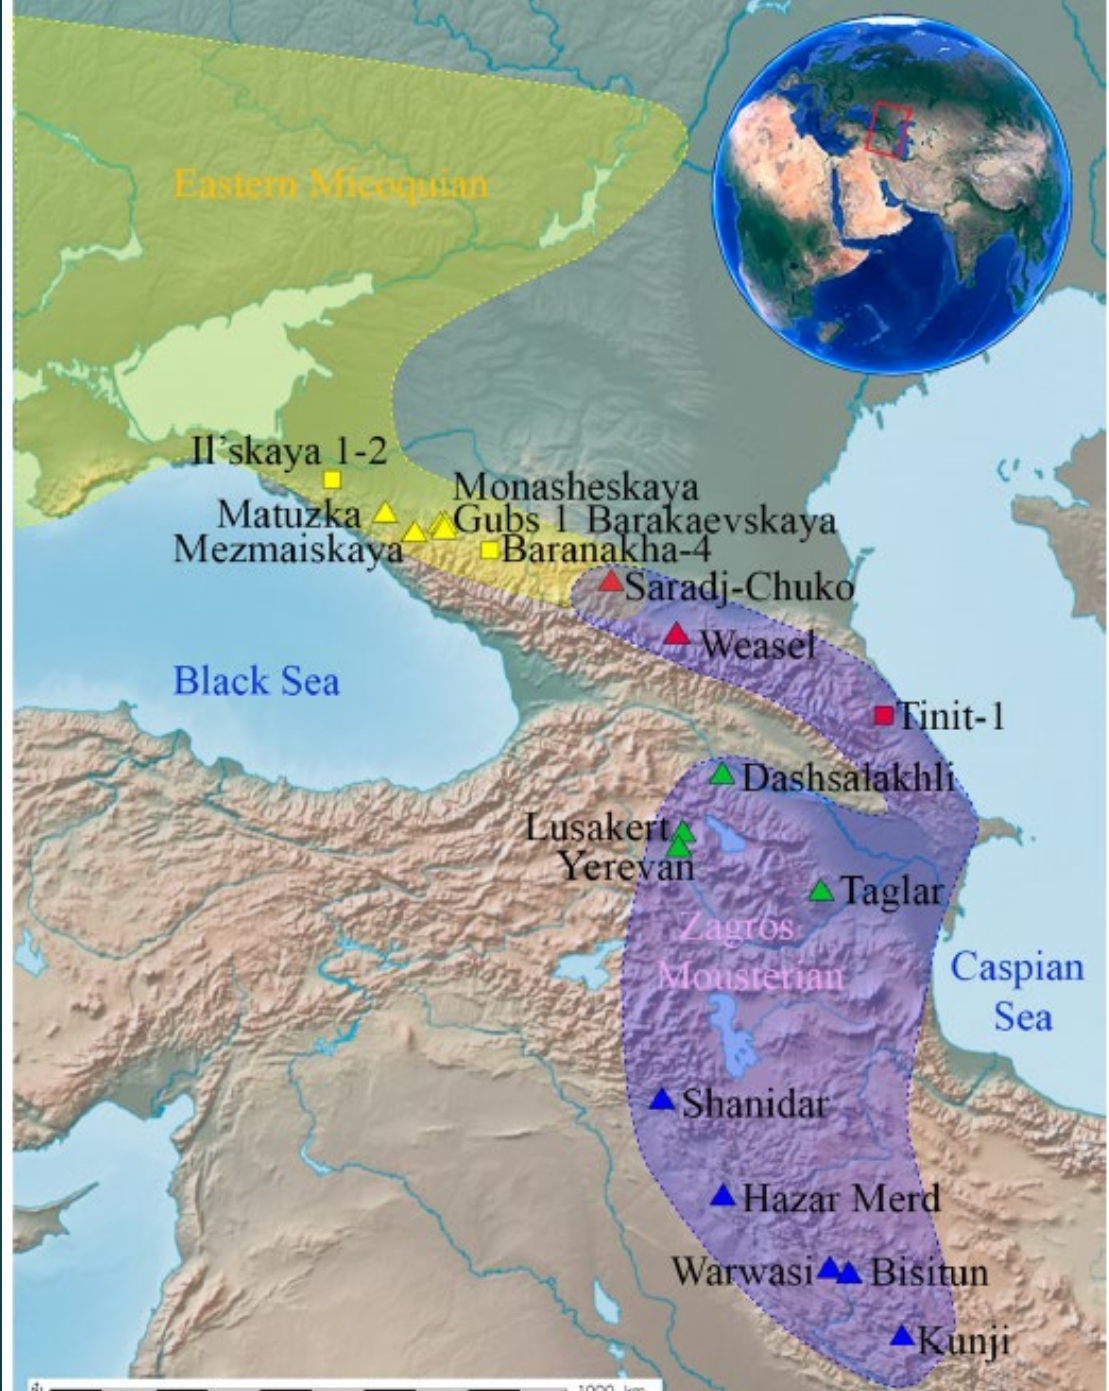 Eastern Micoquian
Il'skaya 1-2
Monasheskaya
Matuzka
Gubs 1 Barakaevskaya
Mezmaiskaya
Baranakha-4
Saradj-Chuko
Weasel
Black Sea
Tinit-1
Dashsalakhli
Lusakert
Yerevan
Taglar
Zagros
Mousterian
Caspian
Sea
Shanidar
Hazar Merd
Warwasi
Bisitun
Kunji
1000 km